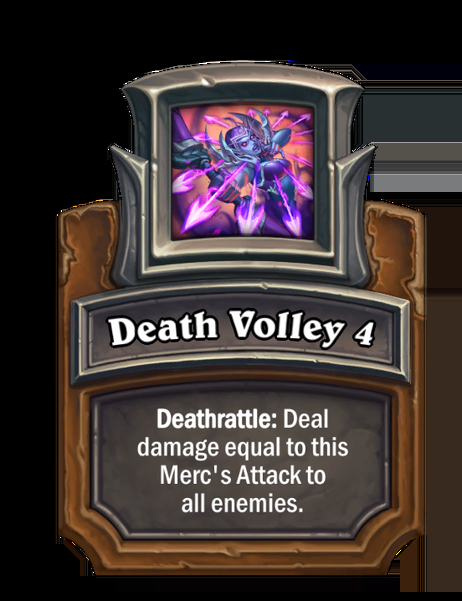 Death Volley 4
Deathrattle: Deal
damage equal to this
Merc's Attack to
all enemies.